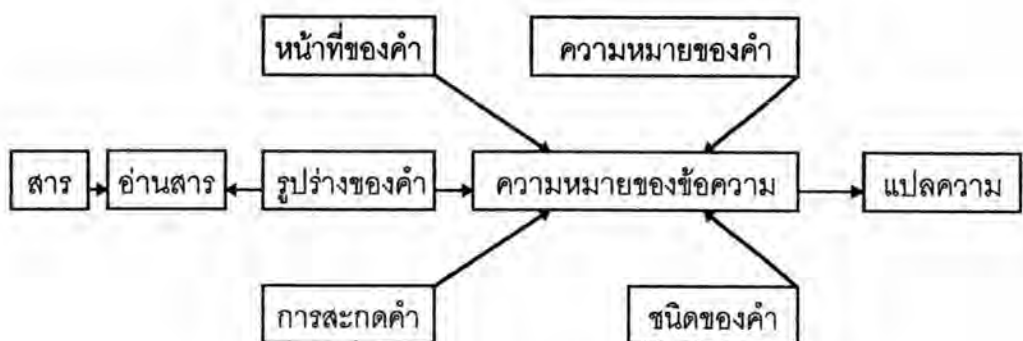 หน้าที่ของคำ ความหมายของคำ
สาร อ่านสาร รูปร่างของคำ ความหมายของข้อความ แปลความ
การสะกดคำ ชนิดของคำ